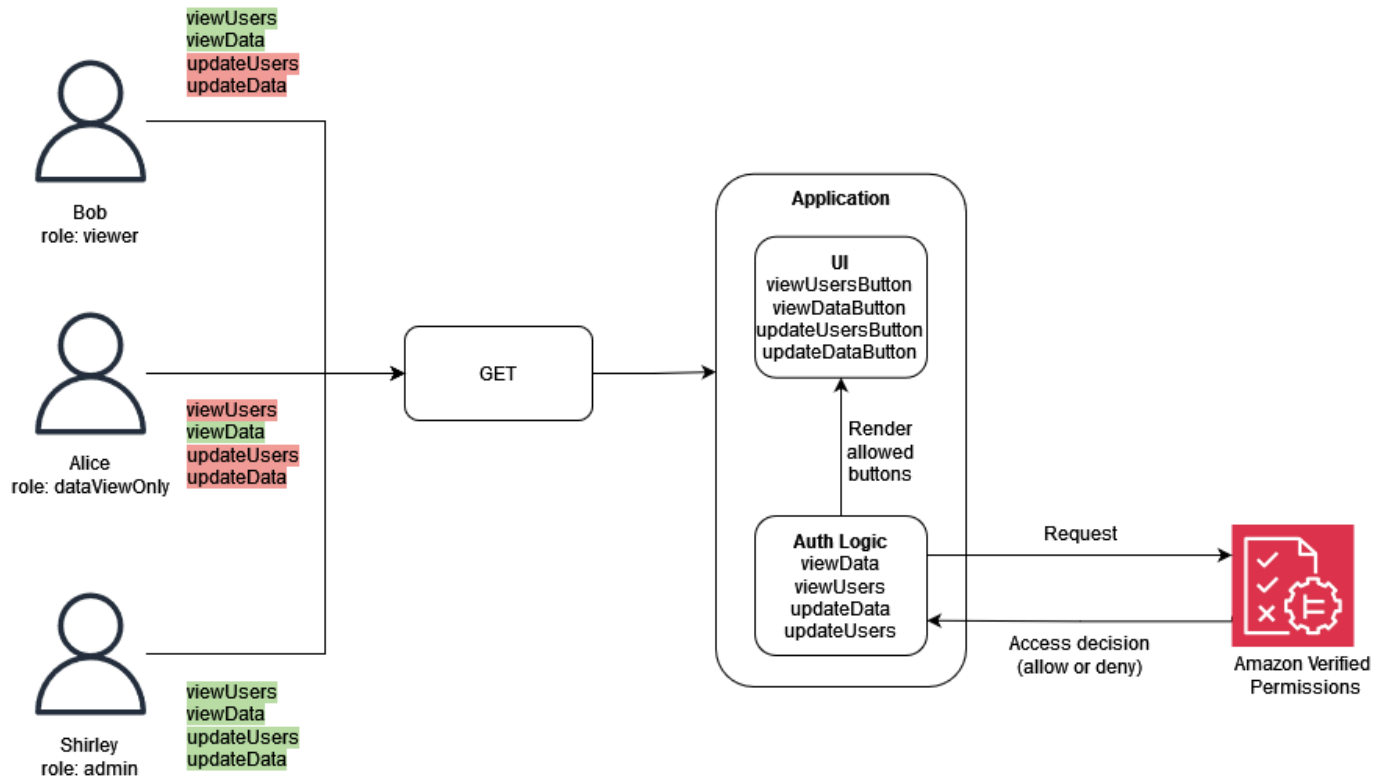 viewUsers
viewData
updateUsers
updateData
Bob
role: viewer
viewUsers
viewData
updateUsers
updateData
Alice
role: dataViewOnly
viewUsers
viewData
updateUsers
updateData
Shirley
role: admin
GET
Application
UI
viewUsersButton
viewDataButton
updateUsersButton
updateDataButton
Render
allowed
buttons
Auth Logic
viewData
viewUsers
updateData
updateUsers
Request
Access decision
(allow or deny)
Amazon Verified
Permissions